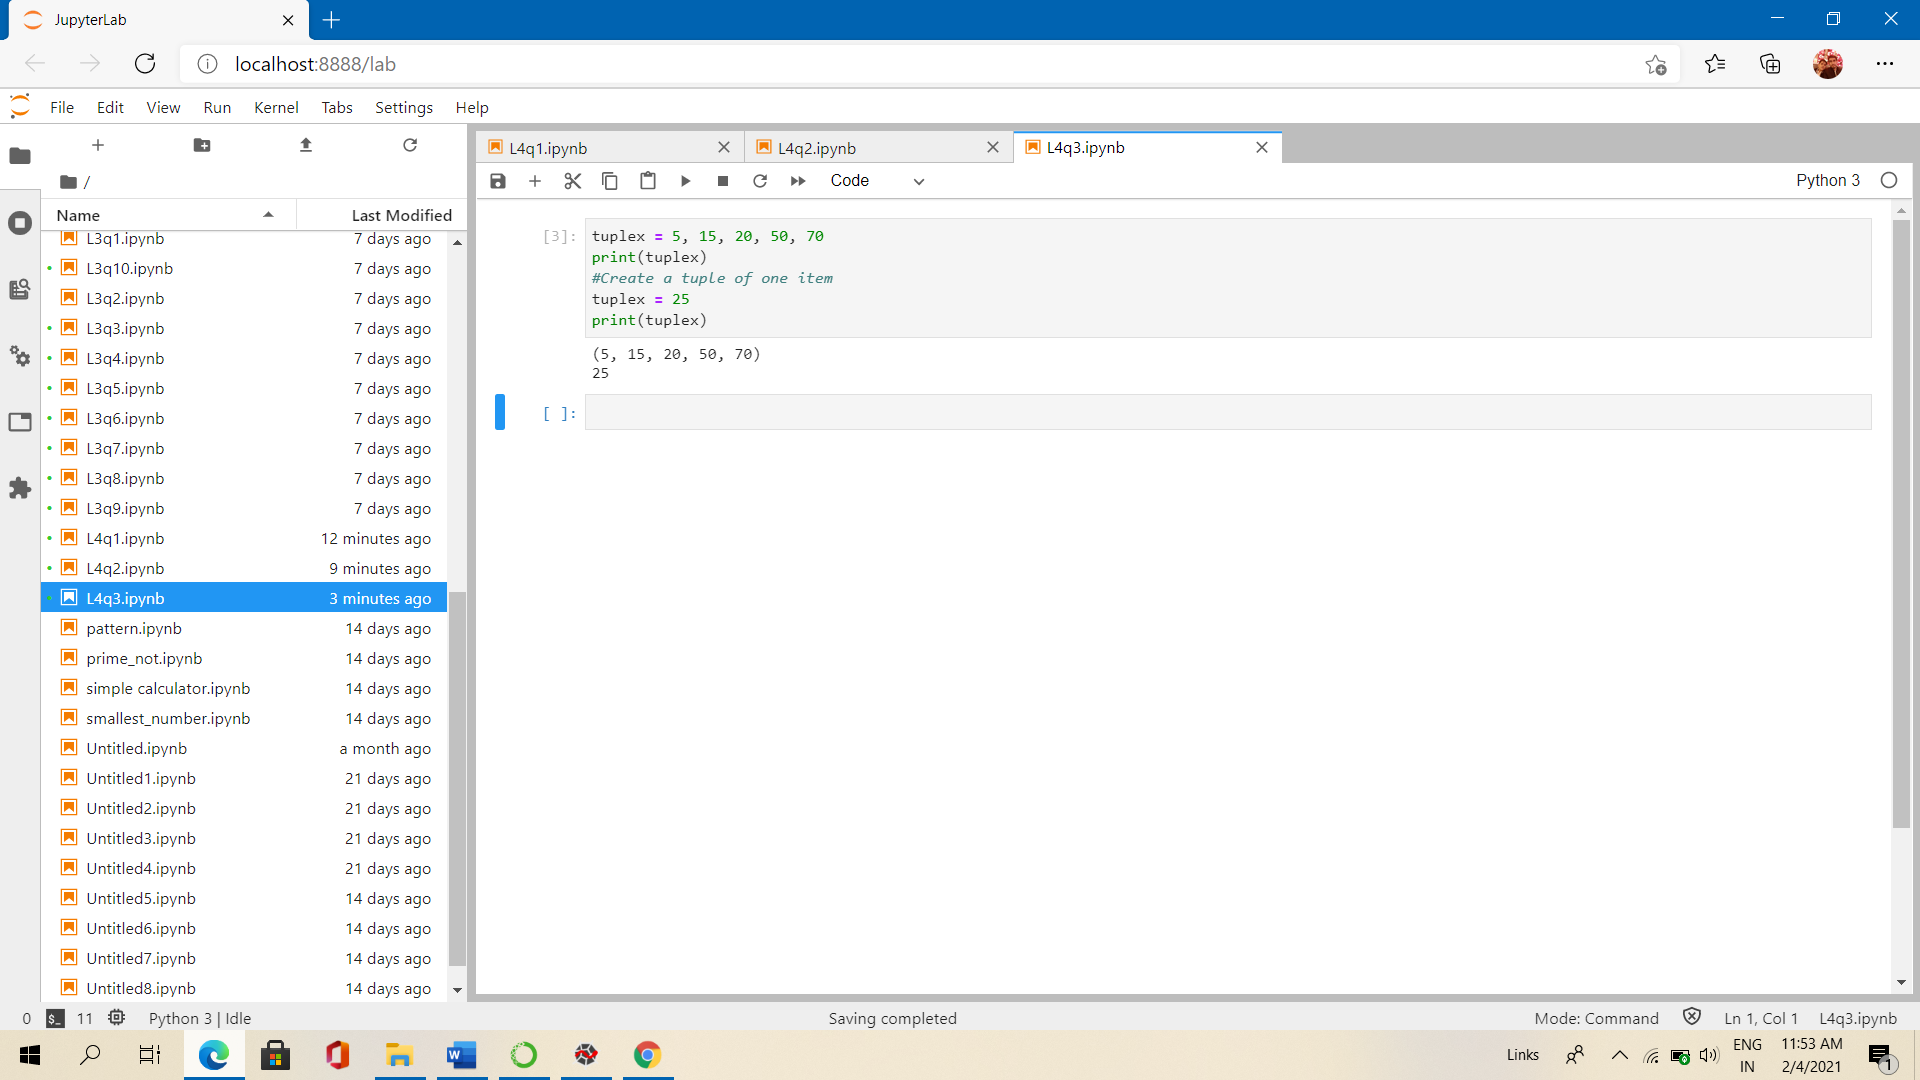 JupyterLab
localhost:8888/lab
File Edit View Run Kernel Tabs Settings Help
L4q1.ipynb L4q2.ipynb L4q3.ipynb
/
Code Python 3
Name Last Modified
L3q1.ipynb 7 days ago
L3q10.ipynb 7 days ago
L3q2.ipynb 7 days ago
L3q3.ipynb 7 days ago
L3q4.ipynb 7 days ago
L3q5.ipynb 7 days ago
L3q6.ipynb 7 days ago
L3q7.ipynb 7 days ago
L3q8.ipynb 7 days ago
L3q9.ipynb 7 days ago
L4q1.ipynb 12 minutes ago
L4q2.ipynb 9 minutes ago
L4q3.ipynb 3 minutes ago
pattern.ipynb 14 days ago
prime_not.ipynb 14 days ago
simple calculator.ipynb 14 days ago
smallest_number.ipynb 14 days ago
Untitled.ipynb a month ago
Untitled1.ipynb 21 days ago
Untitled2.ipynb 21 days ago
Untitled3.ipynb 21 days ago
Untitled4.ipynb 21 days ago
Untitled5.ipynb 14 days ago
Untitled6.ipynb 14 days ago
Untitled7.ipynb 14 days ago
Untitled8.ipynb 14 days ago
[3]: tuplex = 5, 15, 20, 50, 70
print(tuplex)
#Create a tuple of one item
tuplex = 25
print(tuplex)
(5, 15, 20, 50, 70)
25
[ ]:
0 $_ 11 Python 3 | Idle Saving completed Mode: Command Ln 1, Col 1 L4q3.ipynb
W Links ENG 11:53 AM
IN 2/4/2021 1